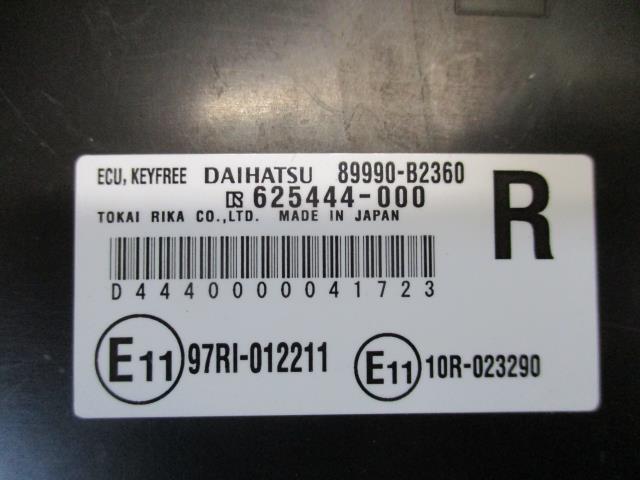 ECU, KEYFREE DAIHATSU 89990-B2360
625444-000
TOKAI RIKA CO.,LTD. MADE IN JAPAN
R
D4440000041723
E11 97RI-012211
E11 10R-023290